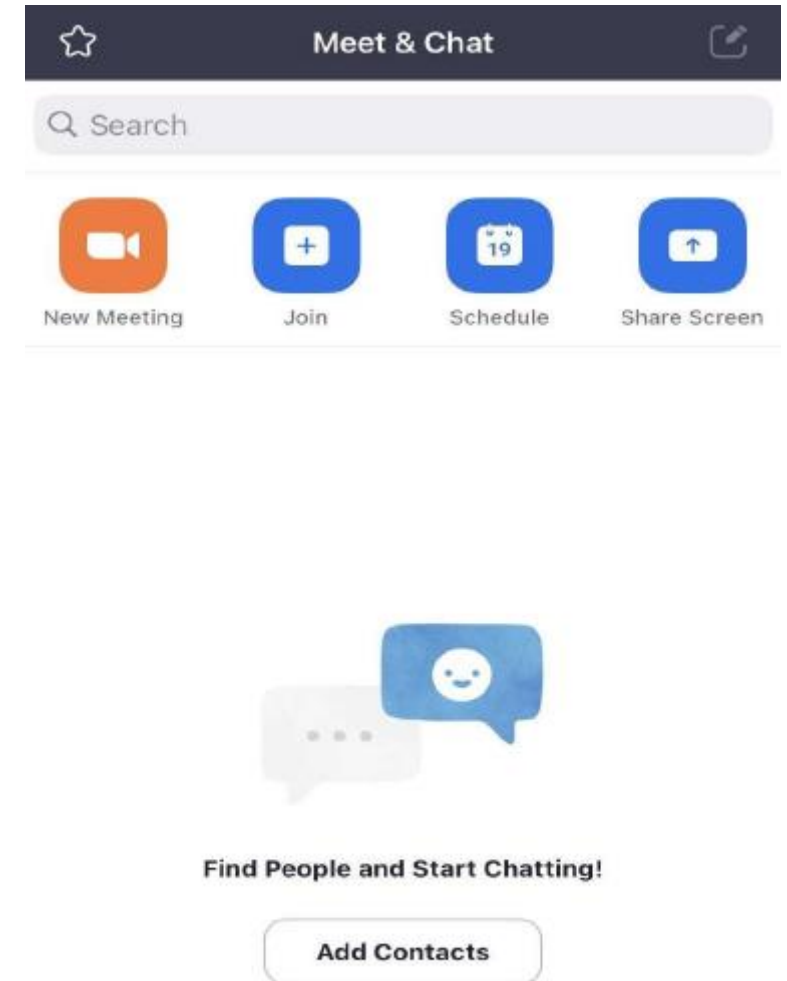 Meet & Chat
Search
19
New Meeting Join Schedule Share Screen
Find People and Start Chatting!
Add Contacts